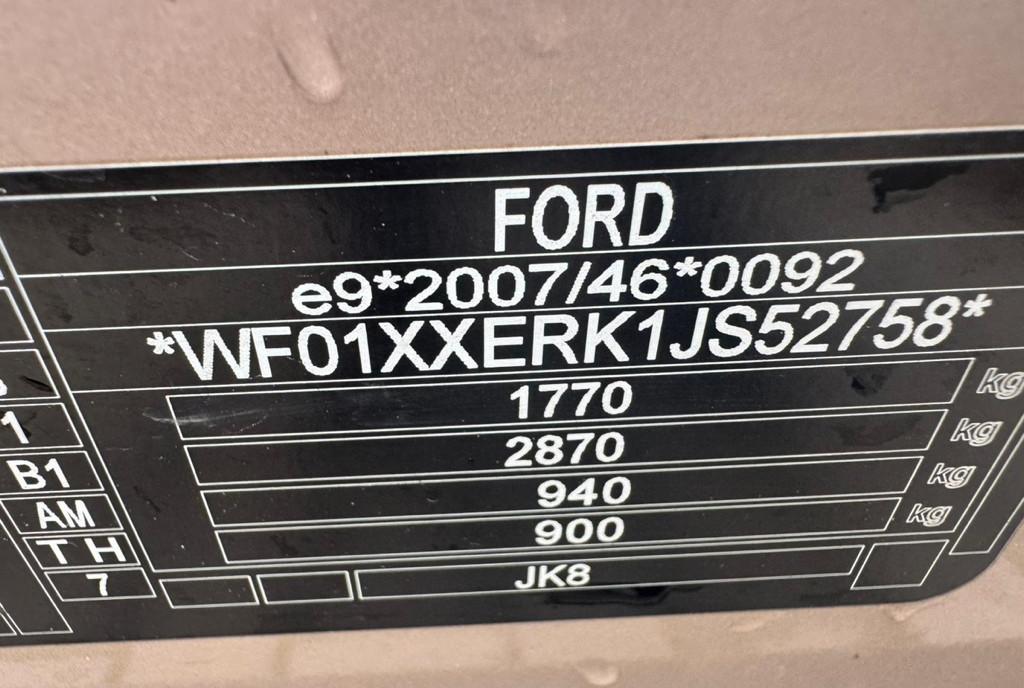 FORD
e9*2007/46*0092
*WF01XXERK1JS52758*
1770 kg
2870 kg
940 kg
900 kg
1
B1
AM
T H
7
JK8